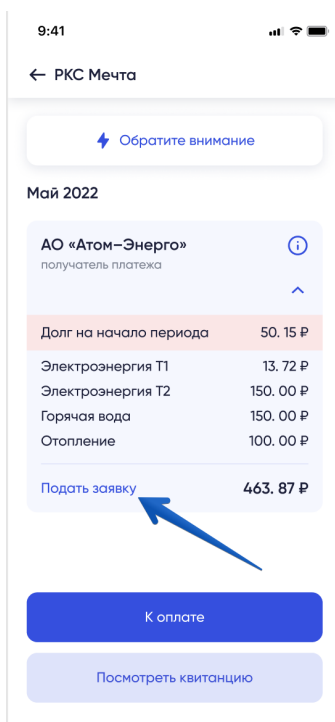 9:41
← РКС Мечта
Обратите внимание
Май 2022
АО «Атом–Энерго»
получатель платежа
Долг на начало периода 50. 15 ₽
Электроэнергия Т1 13. 72 ₽
Электроэнергия Т2 150. 00 ₽
Горячая вода 150. 00 ₽
Отопление 100. 00 ₽
Подать заявку 463. 87 ₽
К оплате
Посмотреть квитанцию